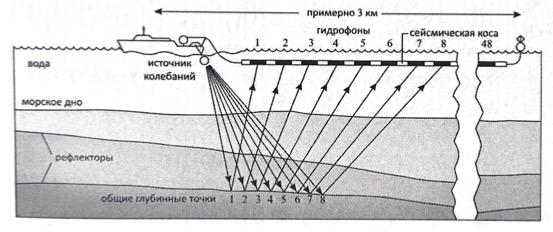 примерно 3 км
гидрофоны
сейсмическая коса
1 2 3 4 5 6 7 8 48
вода
источник
колебаний
морское дно
рефлекторы
общие глубинные точки
1 2 3 4 5 6 7 8